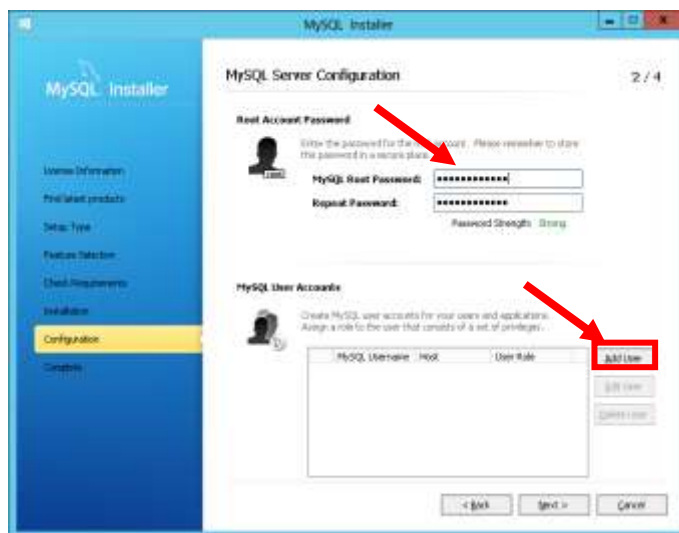 MySQL Installer
MySQL Installer
MySQL Server Configuration
2 / 4
License Information
Find latest products
Setup Type
Feature Selection
Check Requirements
Installation
Configuration
Complete
Root Account Password
Enter the password for the root account. Please remember to store
this password in a secure place.
MySQL Root Password:
Repeat Password:
Password Strength: Strong
MySQL User Accounts
Create MySQL user accounts for your users and applications.
Assign a role to the user that consists of a set of privileges.
MySQL Username Host User Role
Add User
Edit User
Delete User
< Back Next > Cancel